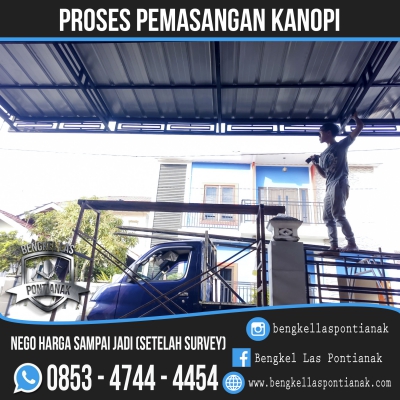 PROSES PEMASANGAN KANOPI
BENGKEL LAS
PONTIANAK
bengkellaspontianak
Bengkel Las Pontianak
www.bengkellaspontianak.com
NEGO HARGA SAMPAI JADI (SETELAH SURVEY)
0853 - 4744 - 4454